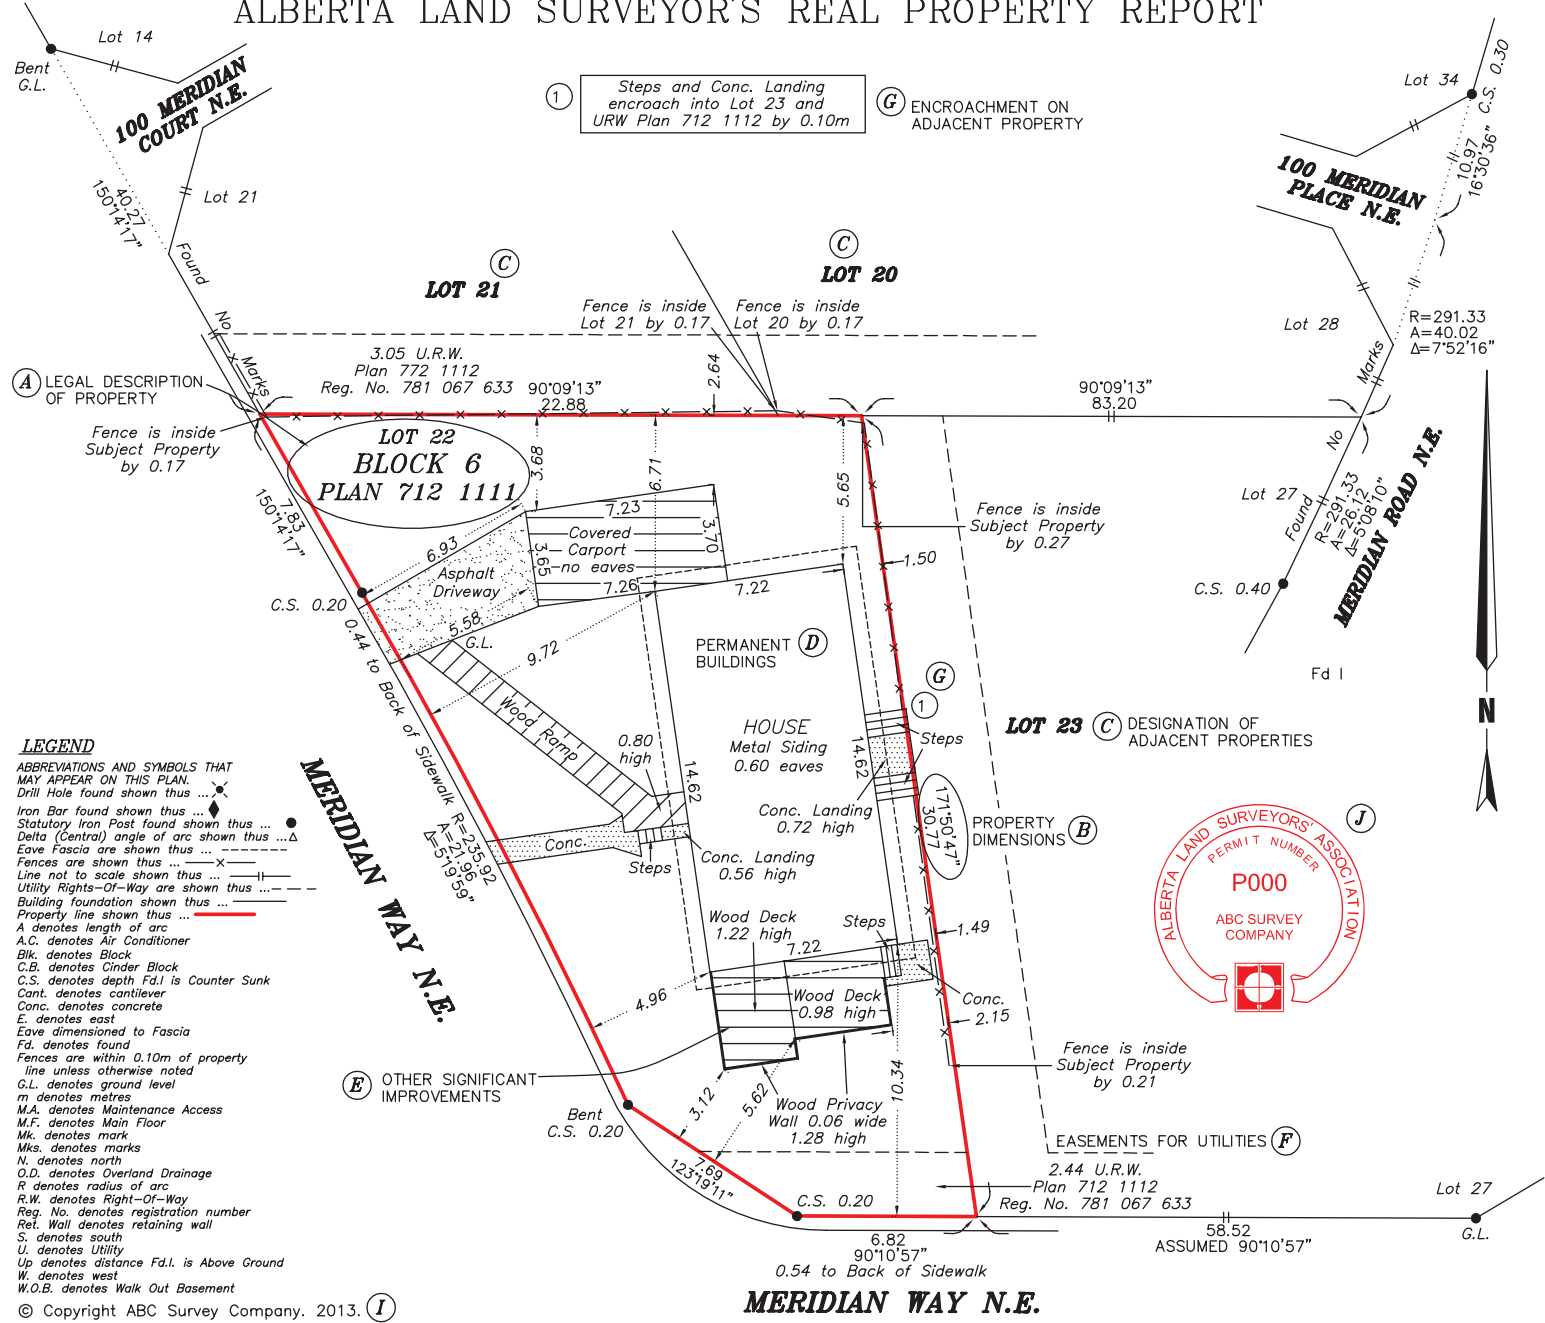 ALBERTA LAND SURVEYOR'S REAL PROPERTY REPORT
Lot 14
Bent
G.L.
100 MERIDIAN
COURT N.E.
40.27
150°14'17"
Lot 21
Found
No
Marks
1
Steps and Conc. Landing
encroach into Lot 23 and
URW Plan 712 1112 by 0.10m
G
ENCROACHMENT ON
ADJACENT PROPERTY
Lot 34
C.S. 0.30
10.97
16°30'36"
100 MERIDIAN
PLACE N.E.
C
LOT 21
C
LOT 20
Fence is inside
Lot 21 by 0.17
Fence is inside
Lot 20 by 0.17
Lot 28
R=291.33
A=40.02
Δ=7°52'16"
3.05 U.R.W.
Plan 772 1112
Reg. No. 781 067 633
90°09'13"
22.88
2.64
90°09'13"
83.20
Marks
No
Found
A
LEGAL DESCRIPTION
OF PROPERTY
Fence is inside
Subject Property
by 0.17
LOT 22
BLOCK 6
PLAN 712 1111
3.68
6.71
5.65
7.83
150°14'17"
Lot 27
R=291.33
A=26.12
Δ=5°08'10"
MERIDIAN ROAD N.E.
Fence is inside
Subject Property
by 0.27
7.23
Covered
Carport
no eaves
3.70
3.65
7.26
6.93
Asphalt
Driveway
5.58
G.L.
C.S. 0.20
7.22
1.50
C.S. 0.40
0.44 to Back of Sidewalk
9.72
PERMANENT
BUILDINGS
D
Fd I
N
Wood Ramp
0.80
high
HOUSE
Metal Siding
0.60 eaves
14.62
14.62
G
1
Steps
LOT 23
C
DESIGNATION OF
ADJACENT PROPERTIES
LEGEND
ABBREVIATIONS AND SYMBOLS THAT
MAY APPEAR ON THIS PLAN.
Drill Hole found shown thus ...
Iron Bar found shown thus ...
Statutory Iron Post found shown thus ...
Delta (Central) angle of arc shown thus ...Δ
Eave Fascia are shown thus ...
Fences are shown thus ...
Line not to scale shown thus ...
Utility Rights-Of-Way are shown thus ...
Building foundation shown thus ...
Property line shown thus ...
A denotes length of arc
A.C. denotes Air Conditioner
Blk. denotes Block
C.B. denotes Cinder Block
C.S. denotes depth Fd.I is Counter Sunk
Cant. denotes cantilever
Conc. denotes concrete
E. denotes east
Eave dimensioned to Fascia
Fd. denotes found
Fences are within 0.10m of property
line unless otherwise noted
G.L. denotes ground level
m denotes metres
M.A. denotes Maintenance Access
M.F. denotes Main Floor
Mk. denotes mark
Mks. denotes marks
N. denotes north
O.D. denotes Overland Drainage
R denotes radius of arc
R.W. denotes Right-Of-Way
Reg. No. denotes registration number
Ret. Wall denotes retaining wall
S. denotes south
U. denotes Utility
Up denotes distance Fd.I. is Above Ground
W. denotes west
W.O.B. denotes Walk Out Basement
© Copyright ABC Survey Company. 2013.
I
MERIDIAN WAY N.E.
R=235.92
A=21.96
Δ=5°19'59"
Conc.
Steps
Conc. Landing
0.56 high
Conc. Landing
0.72 high
171°50'47"
30.77
PROPERTY
DIMENSIONS
B
J
ALBERTA LAND SURVEYORS' ASSOCIATION
PERMIT NUMBER
P000
ABC SURVEY
COMPANY
Wood Deck
1.22 high
Steps
7.22
1.49
Wood Deck
0.98 high
Conc.
2.15
4.96
E
OTHER SIGNIFICANT
IMPROVEMENTS
3.12
5.62
10.34
Fence is inside
Subject Property
by 0.21
Wood Privacy
Wall 0.06 wide
1.28 high
Bent
C.S. 0.20
7.69
123°19'11"
C.S. 0.20
EASEMENTS FOR UTILITIES
F
2.44 U.R.W.
Plan 712 1112
Reg. No. 781 067 633
Lot 27
G.L.
58.52
ASSUMED 90°10'57"
6.82
90°10'57"
0.54 to Back of Sidewalk
MERIDIAN WAY N.E.